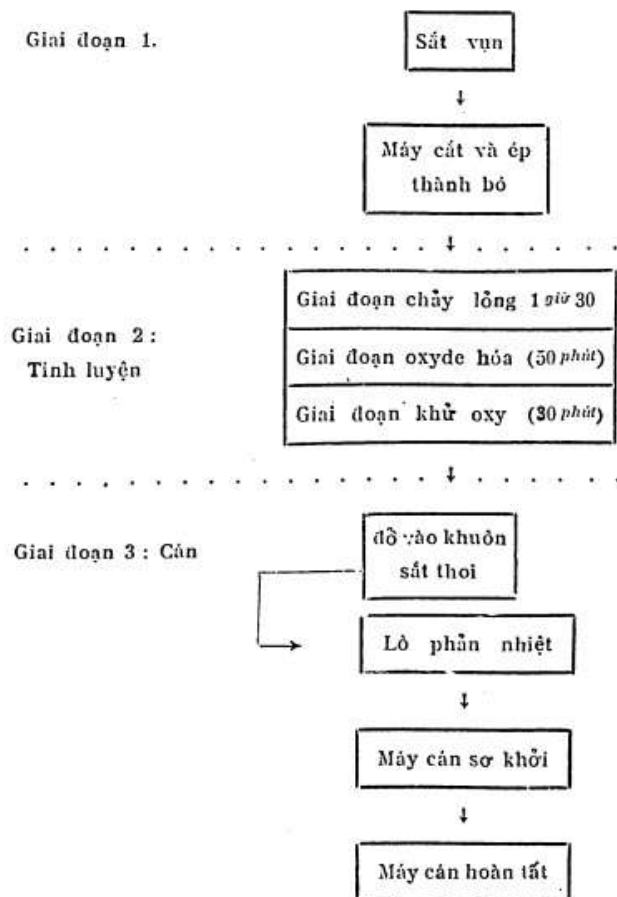 Giai đoạn 1.
Sắt vụn
↓
Máy cắt và ép
thành bó
↓
Giai đoạn 2 :
Tinh luyện
Giai đoạn chảy lỏng 1 giờ 30
Giai đoạn oxyde hóa (50 phút)
Giai đoạn khử oxy (30 phút)
↓
Giai đoạn 3 : Cán
đổ vào khuôn
sắt thoi
Lò phản nhiệt
↓
Máy cán sơ khởi
↓
Máy cán hoàn tất